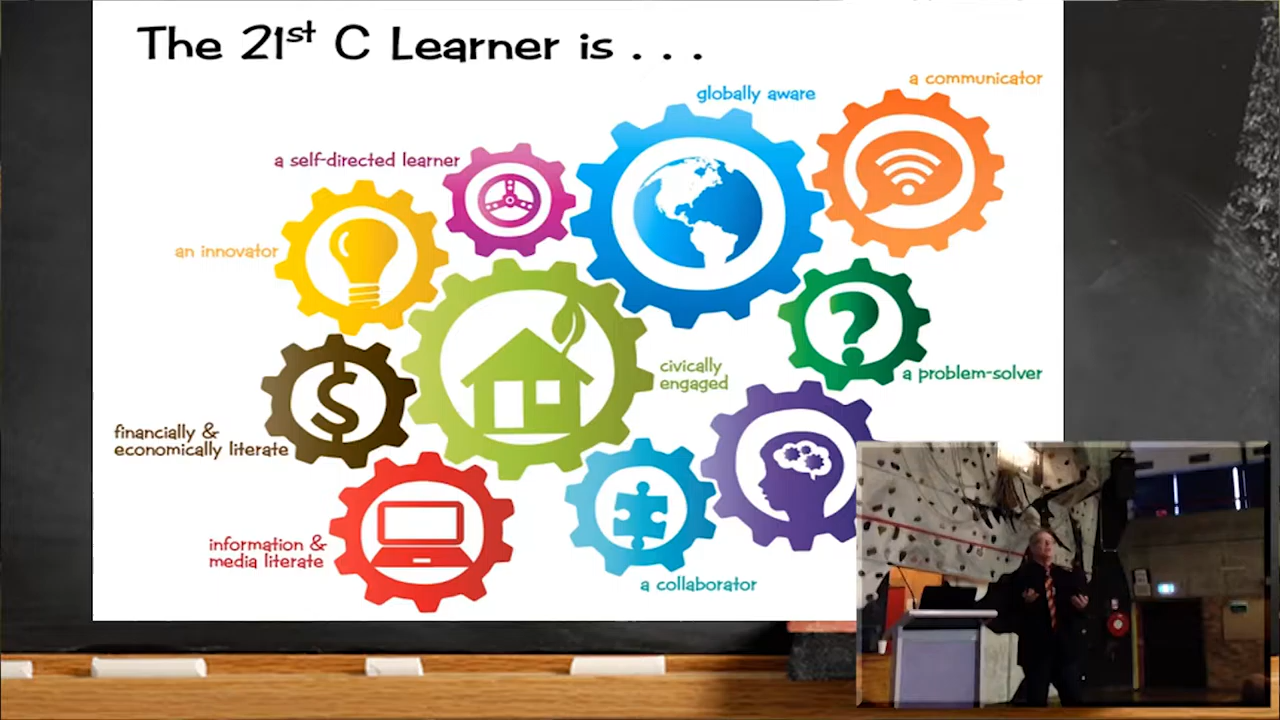 The 21st C Learner is . . .
a communicator
globally aware
a self-directed learner
an innovator
civically
engaged
a problem-solver
financially &
economically literate
information &
media literate
a collaborator